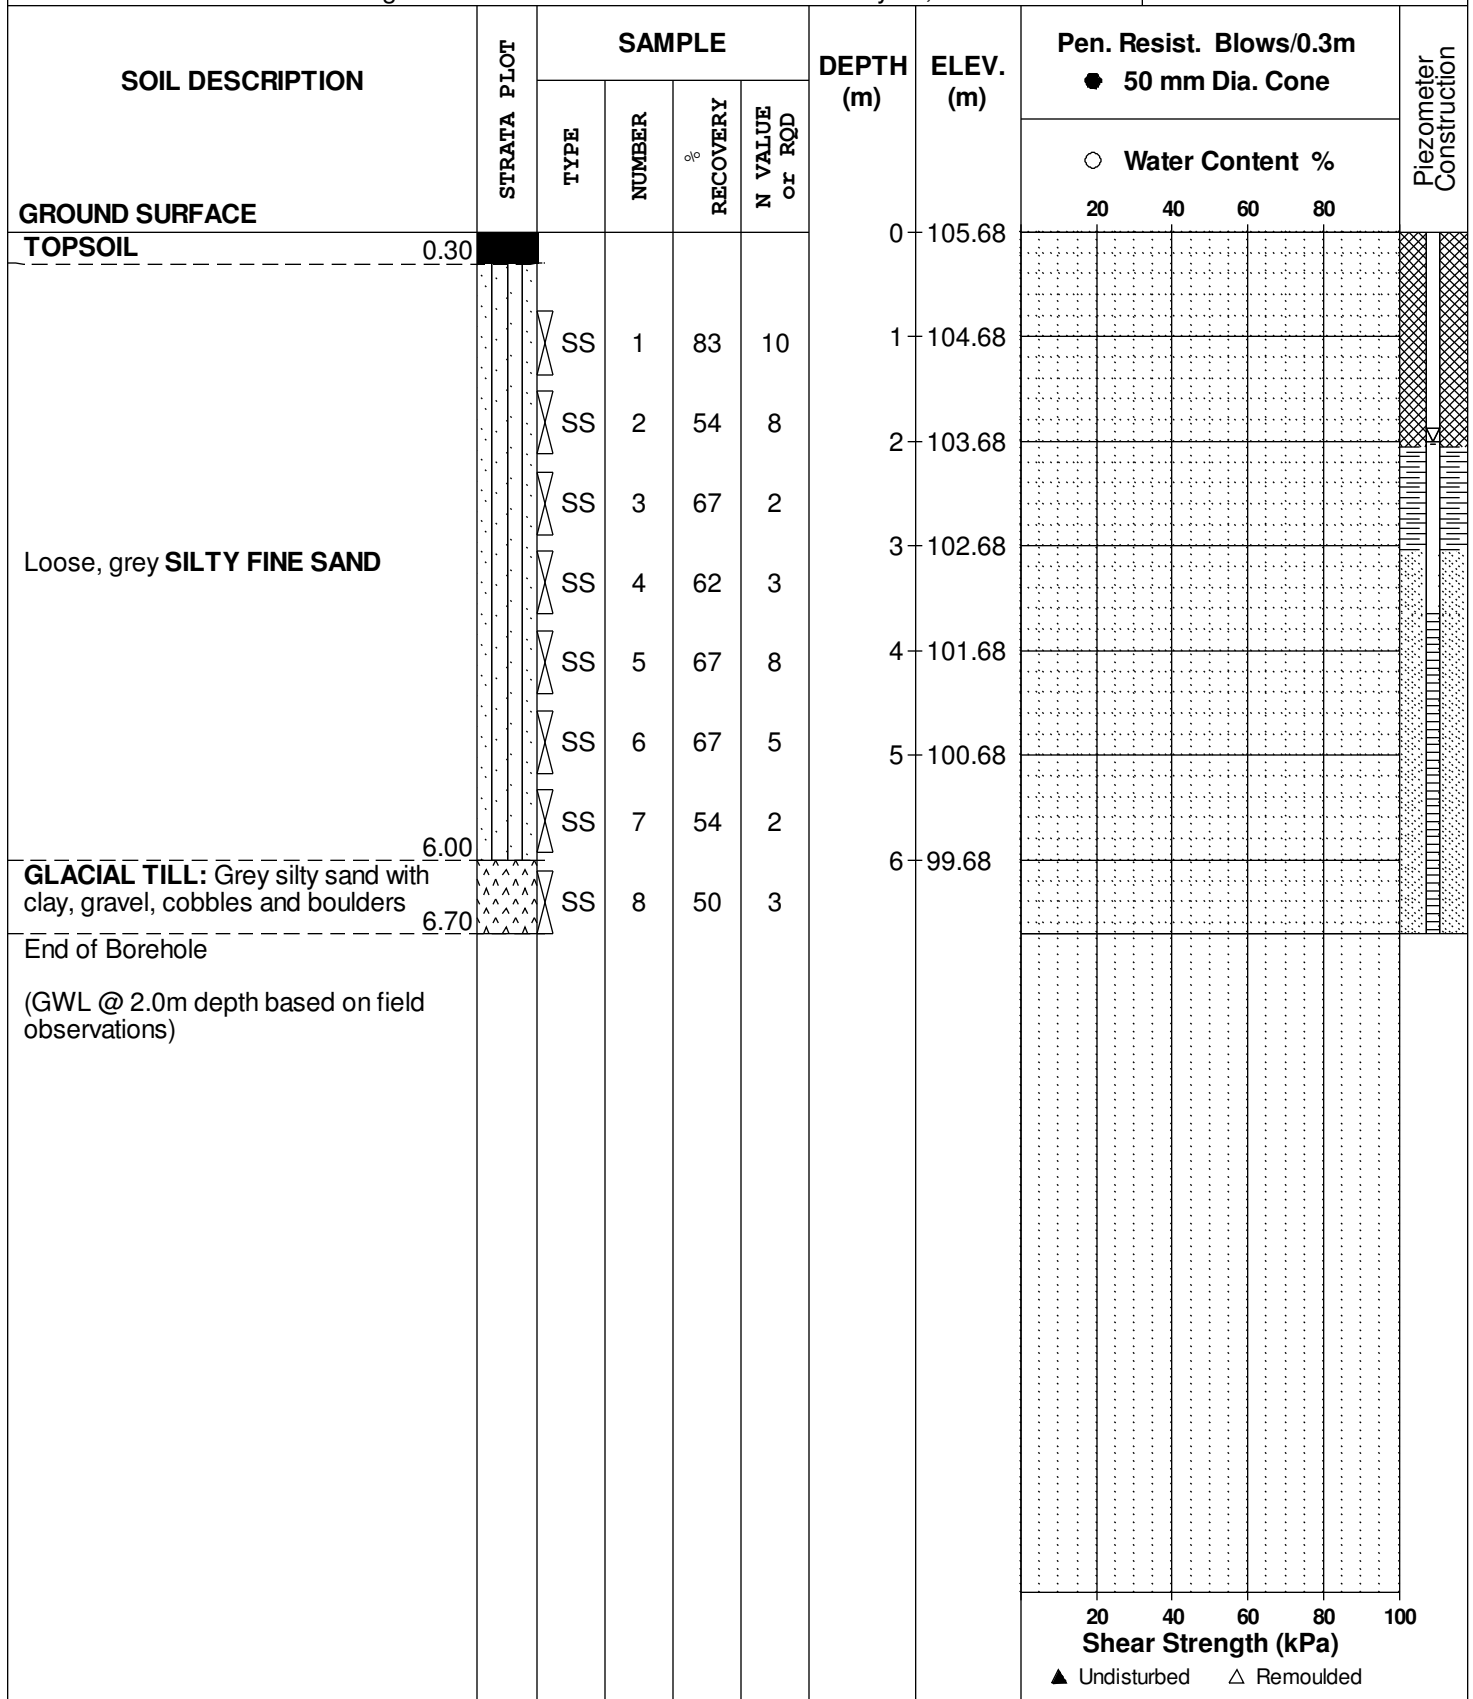 SOIL DESCRIPTION
STRATA PLOT
SAMPLE
TYPE
NUMBER
% RECOVERY
N VALUE or RQD
DEPTH (m)
ELEV. (m)
Pen. Resist. Blows/0.3m
● 50 mm Dia. Cone
○ Water Content %
20 40 60 80
Piezometer Construction
GROUND SURFACE
0 105.68
TOPSOIL 0.30
SS 1 83 10
1 104.68
SS 2 54 8
2 103.68
SS 3 67 2
3 102.68
Loose, grey SILTY FINE SAND
SS 4 62 3
4 101.68
SS 5 67 8
SS 6 67 5
5 100.68
SS 7 54 2
6.00
6 99.68
GLACIAL TILL: Grey silty sand with
clay, gravel, cobbles and boulders
6.70
SS 8 50 3
End of Borehole
(GWL @ 2.0m depth based on field
observations)
20 40 60 80 100
Shear Strength (kPa)
▲ Undisturbed △ Remoulded